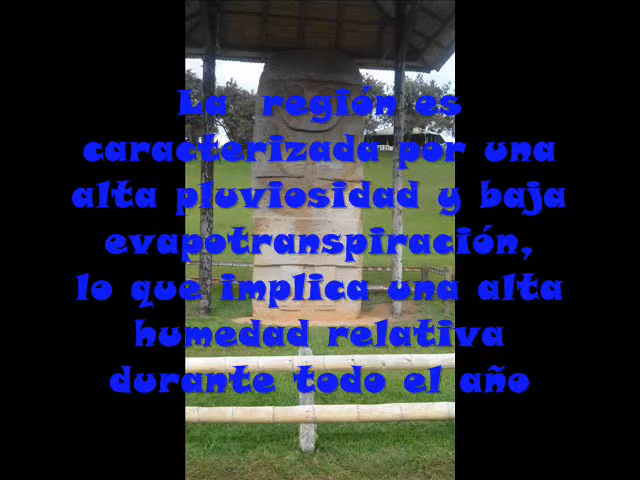 La región es
caracterizada por una
alta pluviosidad y baja
evapotranspiración,
lo que implica una alta
humedad relativa
durante todo el año